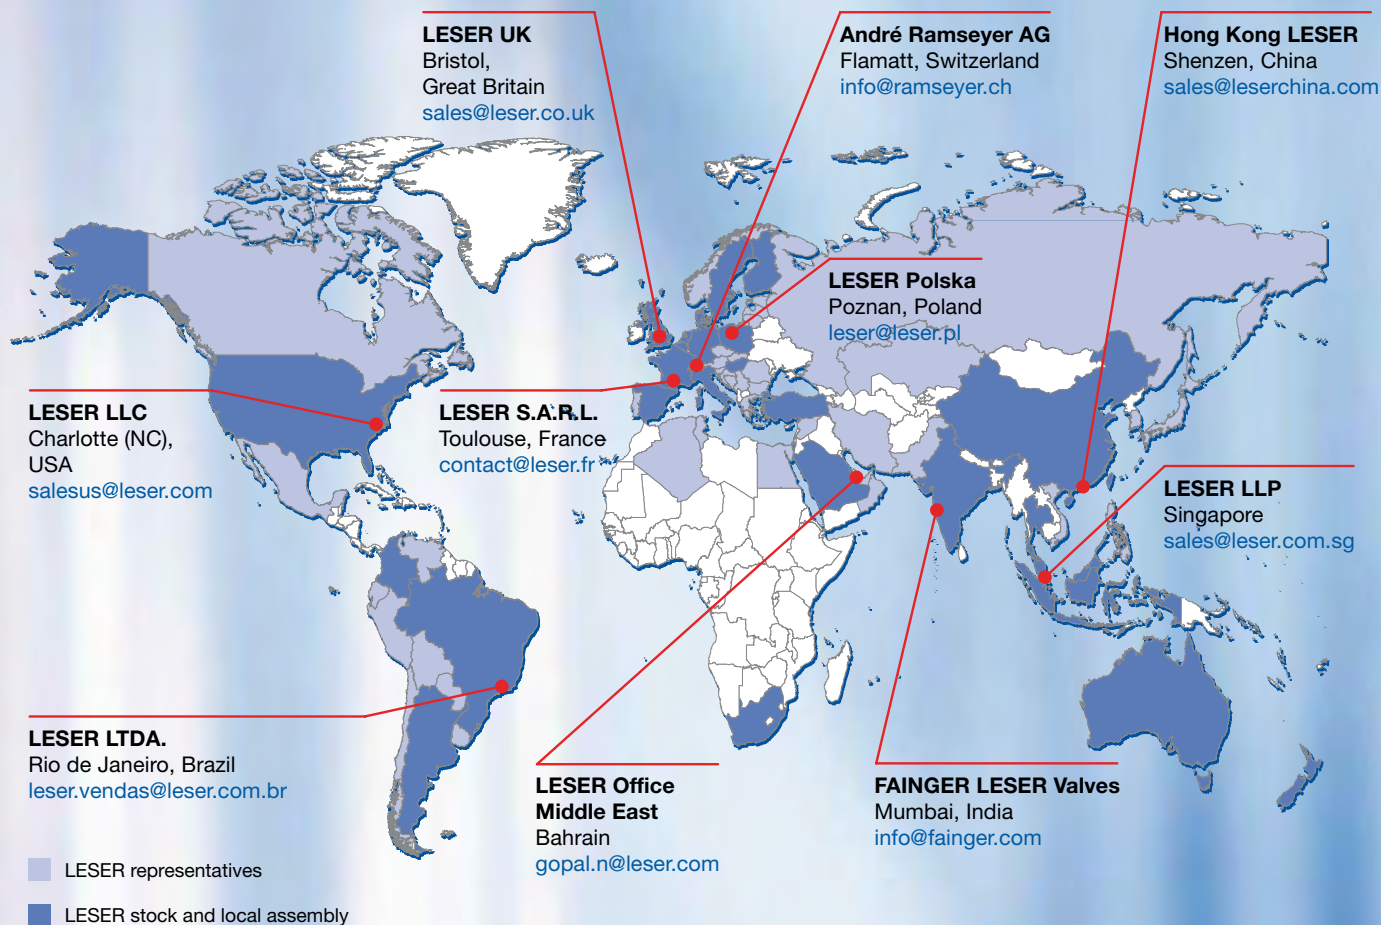 LESER UK
Bristol,
Great Britain
sales@leser.co.uk
André Ramseyer AG
Flamatt, Switzerland
info@ramseyer.ch
Hong Kong LESER
Shenzen, China
sales@leserchina.com
LESER Polska
Poznan, Poland
leser@leser.pl
LESER LLC
Charlotte (NC),
USA
salesus@leser.com
LESER S.A.R.L.
Toulouse, France
contact@leser.fr
LESER LLP
Singapore
sales@leser.com.sg
LESER LTDA.
Rio de Janeiro, Brazil
leser.vendas@leser.com.br
LESER Office
Middle East
Bahrain
gopal.n@leser.com
FAINGER LESER Valves
Mumbai, India
info@fainger.com
LESER representatives
LESER stock and local assembly